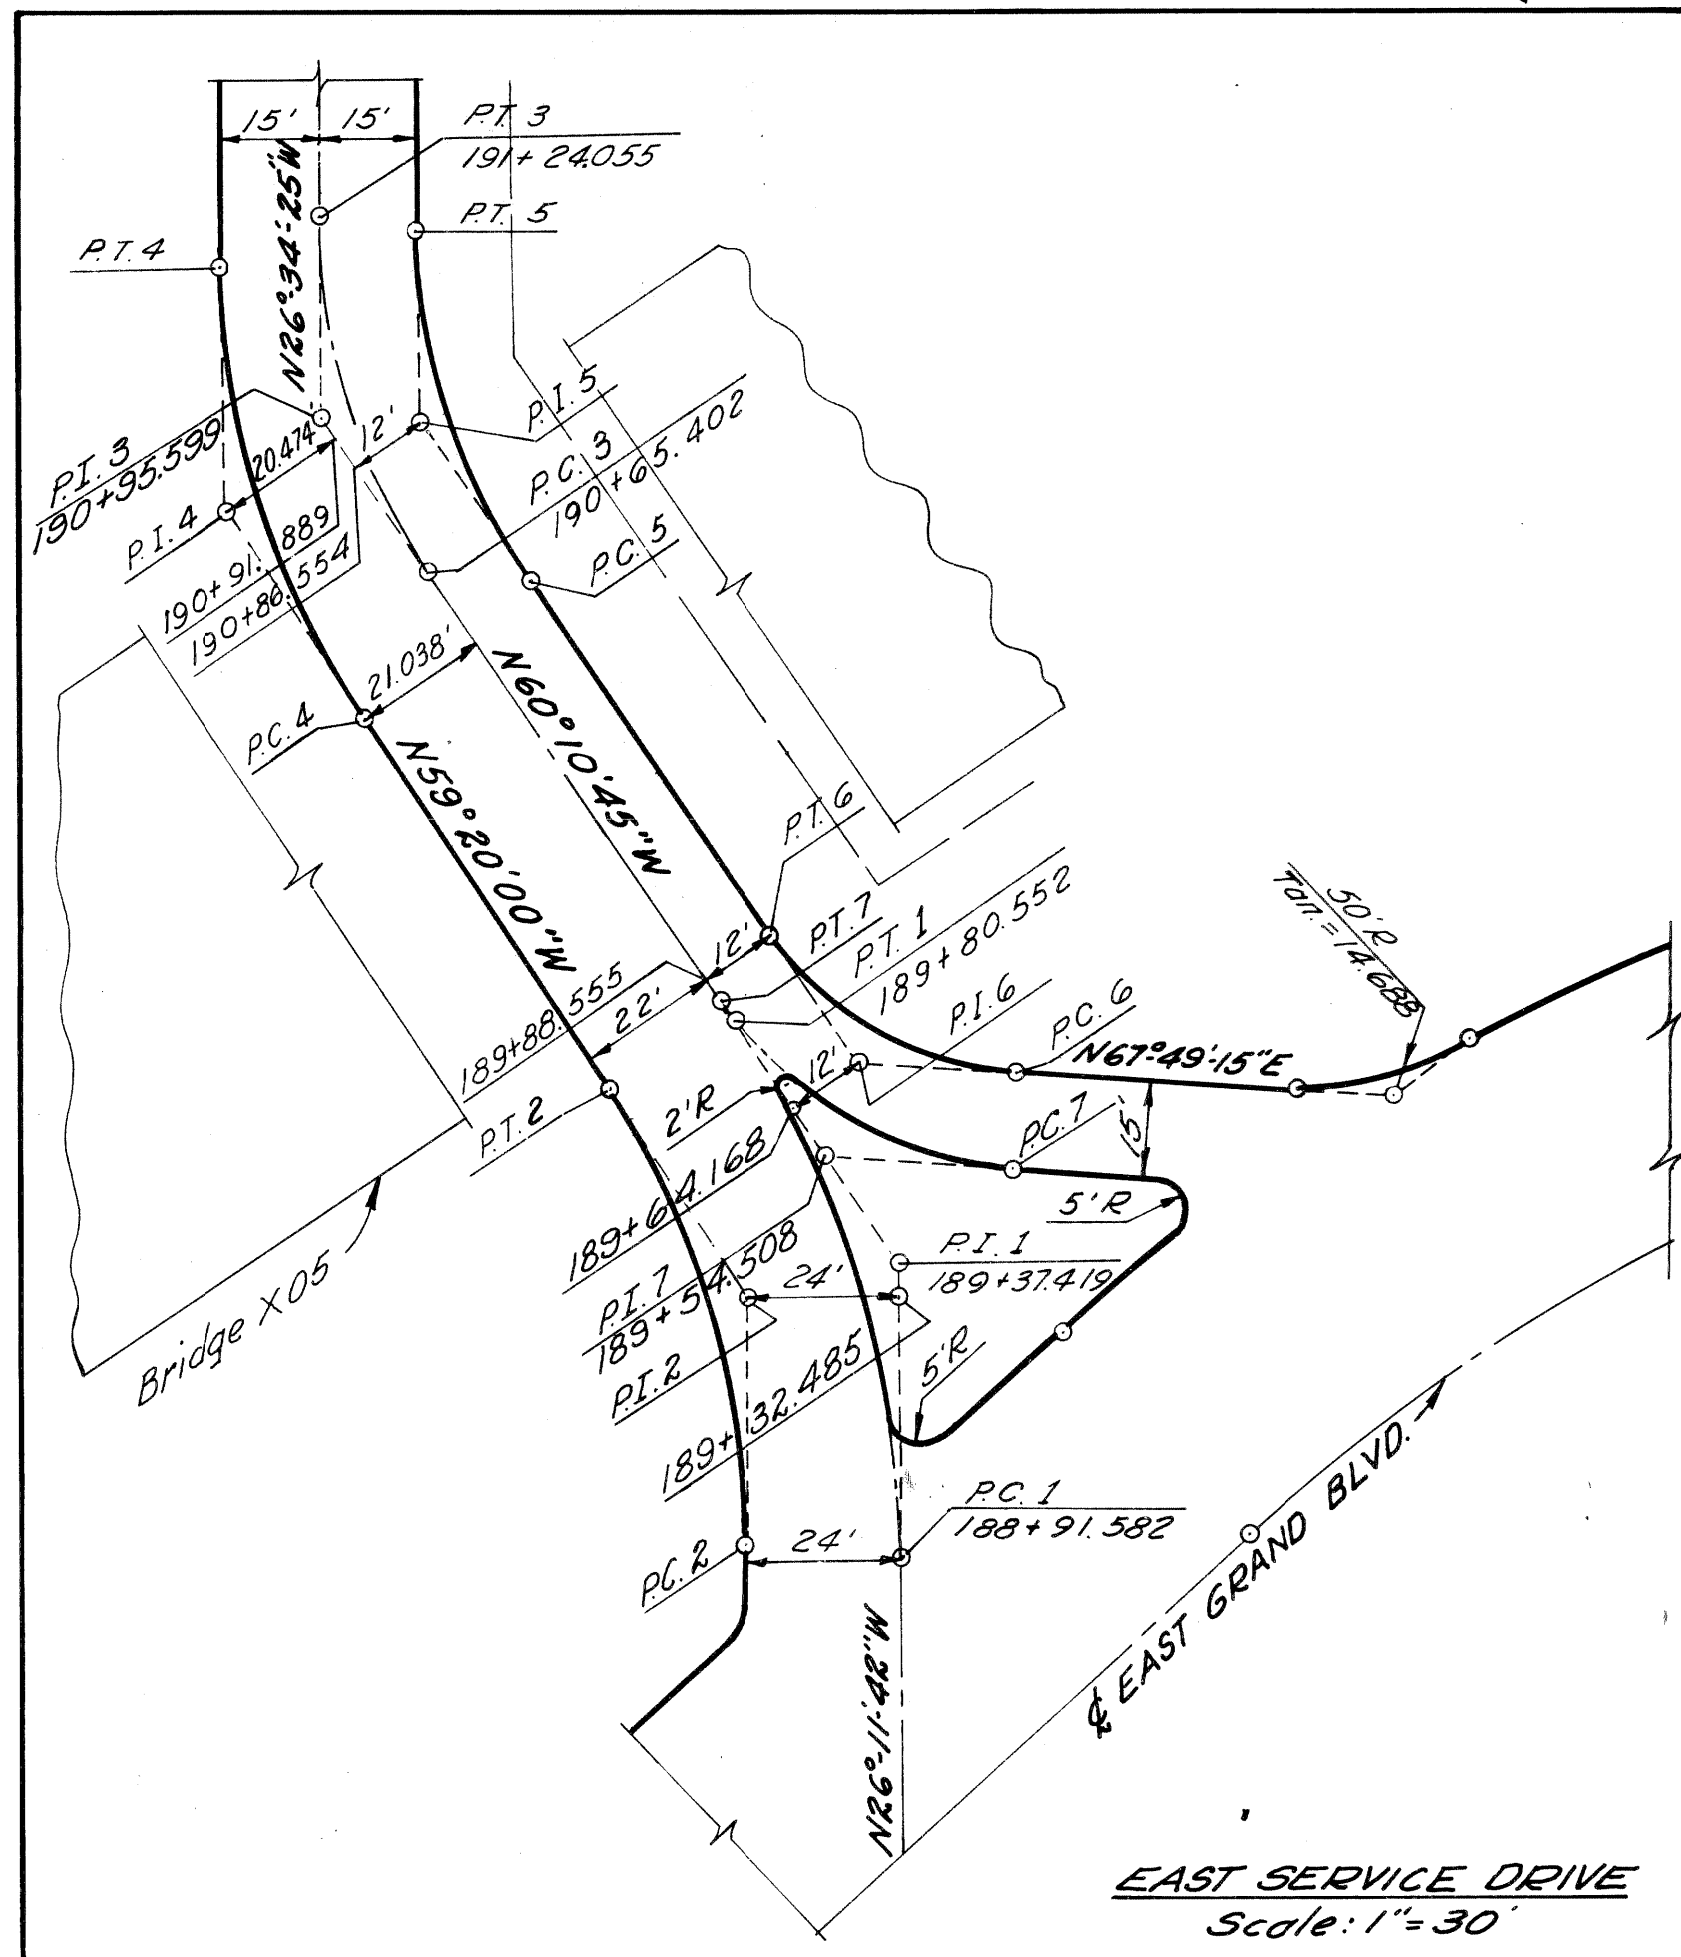 15'
15'
P.T. 3
191+24.055
N26°-34'-25"W
P.T. 5
P.T. 4
P.I. 3
190+95.599
20.474'
12'
P.I. 5
P.C. 3
190+65.402
P.I. 4
190+91.889
190+86.554
P.C. 5
21.038'
P.C. 4
N60°10'45"W
N59°20'00"W
P.T. 6
12'
P.T. 7
P.T. 1
189+80.552
189+88.555
22'
P.I. 6
P.C. 6
50'R
Tan.=14.688
N67°-49'-15"E
P.T. 2
2'R
12'
P.C. 7
15'
189+64.168
5'R
P.I. 7
189+54.508
P.I. 1
189+37.419
24'
Bridge X05
P.I. 2
189+32.485
5'R
P.C. 1
188+91.582
P.C. 2
24'
N26°-11'-42"W
℄ EAST GRAND BLVD.
EAST SERVICE DRIVE
Scale: 1"=30'